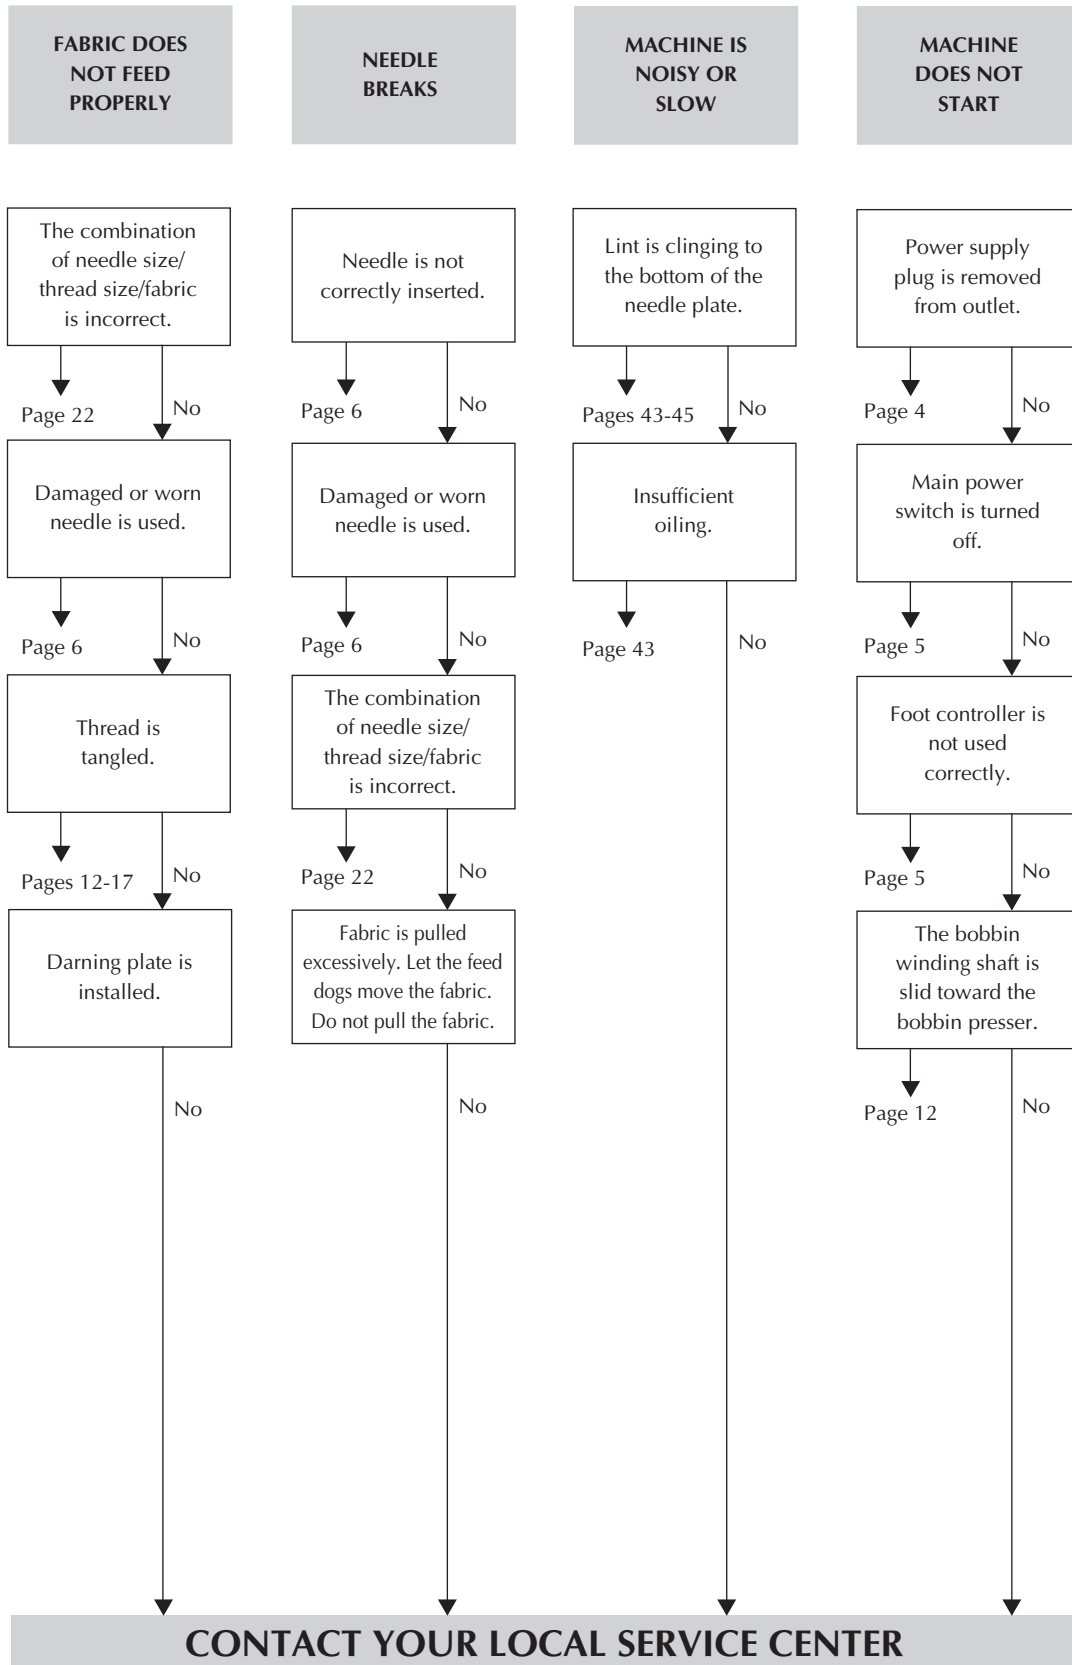 FABRIC DOES
NOT FEED
PROPERLY
The combination
of needle size/
thread size/fabric
is incorrect.
Page 22
No
Damaged or worn
needle is used.
Page 6
No
Thread is
tangled.
Pages 12-17
No
Darning plate is
installed.
No
NEEDLE
BREAKS
Needle is not
correctly inserted.
Page 6
No
Damaged or worn
needle is used.
Page 6
No
The combination
of needle size/
thread size/fabric
is incorrect.
Page 22
No
Fabric is pulled
excessively. Let the feed
dogs move the fabric.
Do not pull the fabric.
No
MACHINE IS
NOISY OR
SLOW
Lint is clinging to
the bottom of the
needle plate.
Pages 43-45
No
Insufficient
oiling.
Page 43
No
MACHINE
DOES NOT
START
Power supply
plug is removed
from outlet.
Page 4
No
Main power
switch is turned
off.
Page 5
No
Foot controller is
not used
correctly.
Page 5
No
The bobbin
winding shaft is
slid toward the
bobbin presser.
Page 12
No
CONTACT YOUR LOCAL SERVICE CENTER